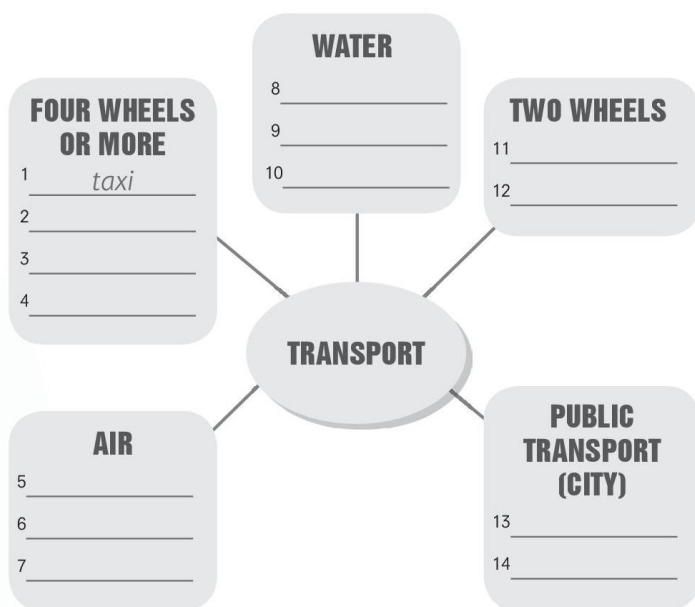 FOUR WHEELS
OR MORE
1 taxi
2
3
4
AIR
5
6
7
WATER
8
9
10
TWO WHEELS
11
12
TRANSPORT
PUBLIC
TRANSPORT
(CITY)
13
14